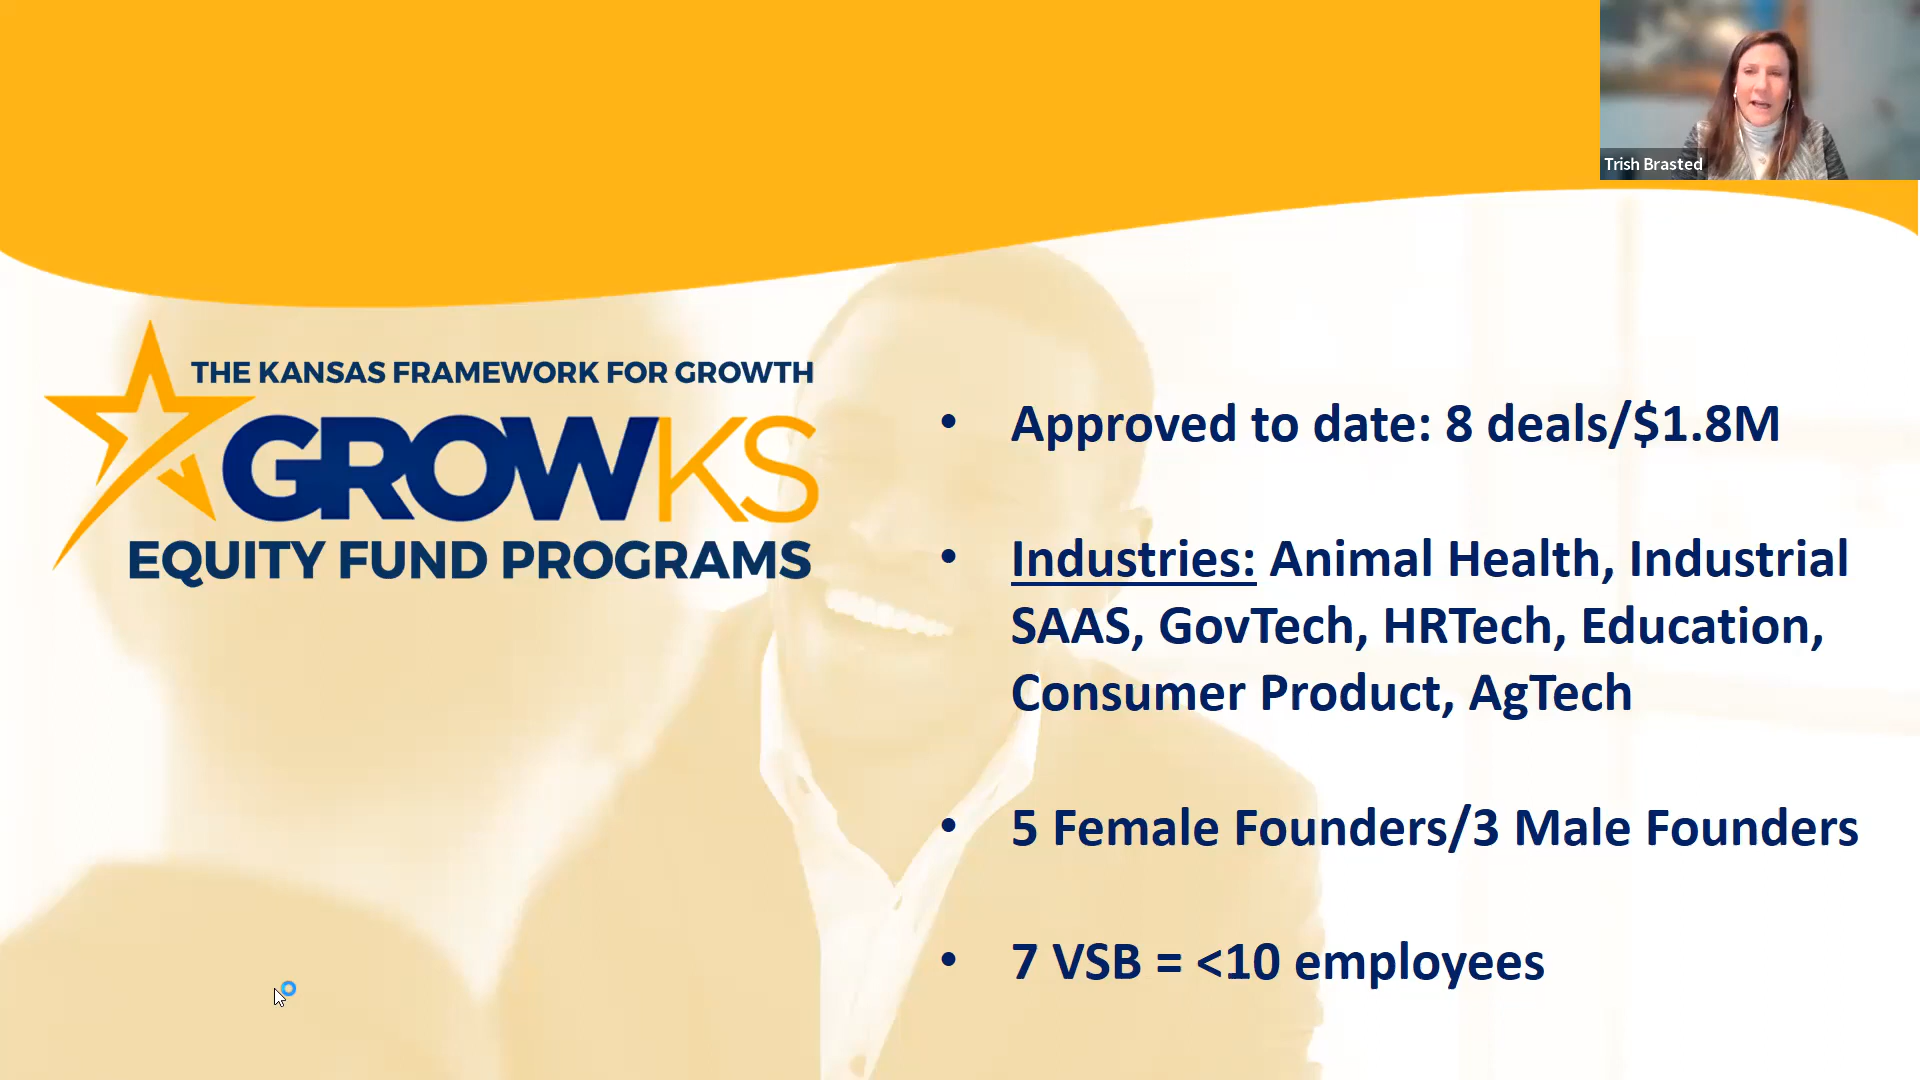 Trish Brasted
THE KANSAS FRAMEWORK FOR GROWTH
GROWKS
EQUITY FUND PROGRAMS
• Approved to date: 8 deals/$1.8M
• Industries: Animal Health, Industrial
SAAS, GovTech, HRTech, Education,
Consumer Product, AgTech
• 5 Female Founders/3 Male Founders
• 7 VSB = <10 employees